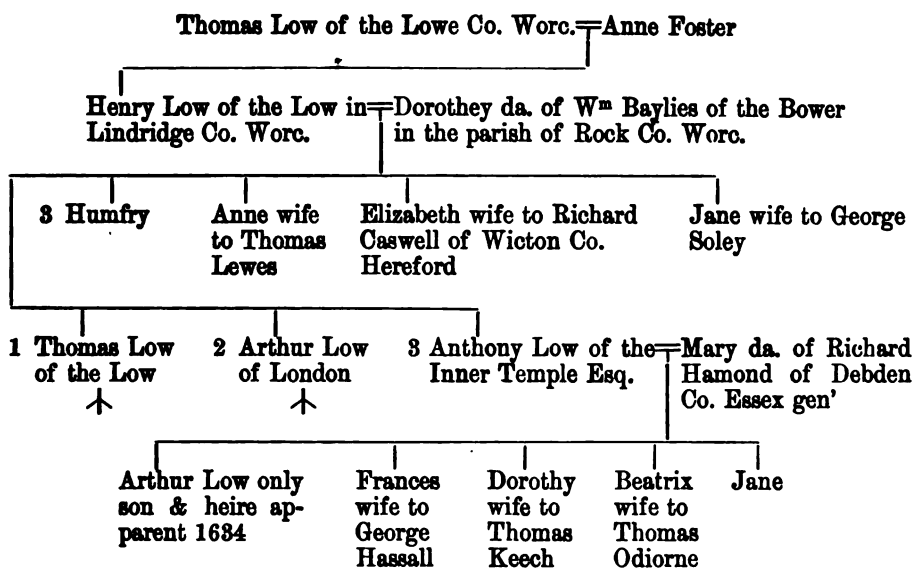 Thomas Low of the Lowe Co. Worc.=Anne Foster
Henry Low of the Low in=Dorothey da. of Wᵐ Baylies of the Bower
Lindridge Co. Worc. in the parish of Rock Co. Worc.
3 Humfry
Anne wife
to Thomas
Lewes
Elizabeth wife to Richard
Caswell of Wicton Co.
Hereford
Jane wife to George
Soley
1 Thomas Low
of the Low
2 Arthur Low
of London
3 Anthony Low of the=Mary da. of Richard
Inner Temple Esq. Hamond of Debden
Co. Essex gen'
Arthur Low only
son & heire ap-
parent 1634
Frances
wife to
George
Hassall
Dorothy
wife to
Thomas
Keech
Beatrix
wife to
Thomas
Odiorne
Jane